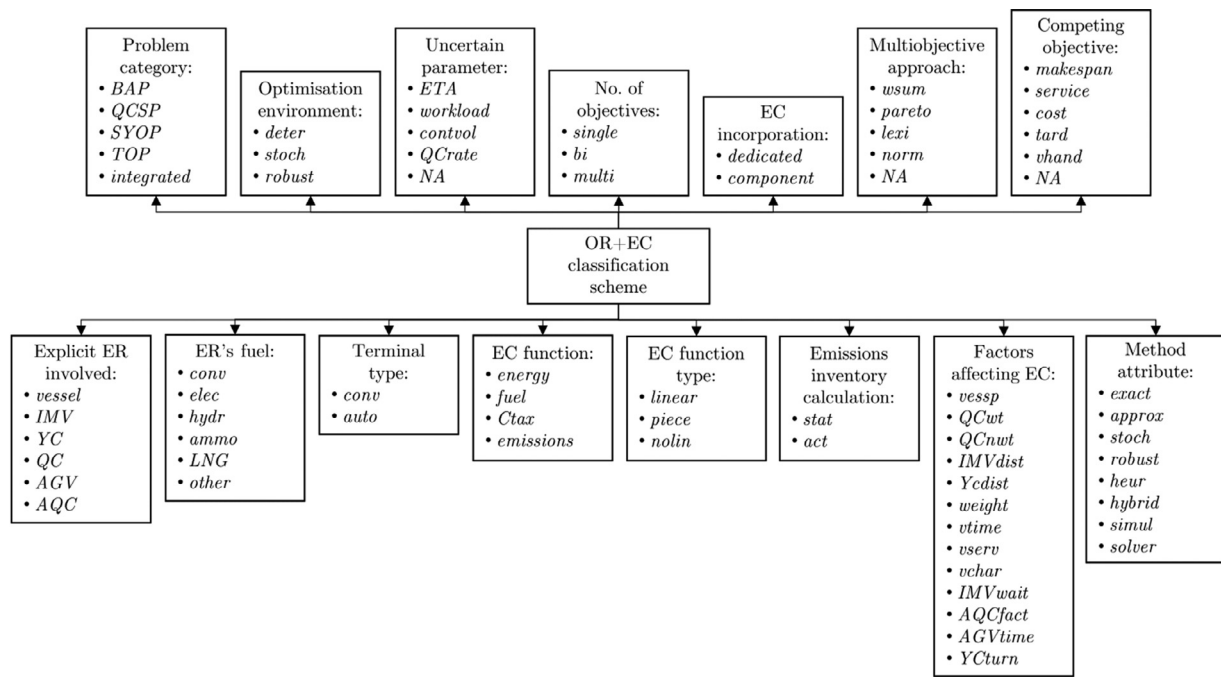 Problem
category:
• BAP
• QCSP
• SYOP
• TOP
• integrated
Optimisation
environment:
• deter
• stoch
• robust
Uncertain
parameter:
• ETA
• workload
• contvol
• QCrate
• NA
No. of
objectives:
• single
• bi
• multi
EC
incorporation:
• dedicated
• component
Multiobjective
approach:
• wsum
• pareto
• lexi
• norm
• NA
Competing
objective:
• makespan
• service
• cost
• tard
• vhand
• NA
OR+EC
classification
scheme
Explicit ER
involved:
• vessel
• IMV
• YC
• QC
• AGV
• AQC
ER's fuel:
• conv
• elec
• hydr
• ammo
• LNG
• other
Terminal
type:
• conv
• auto
EC function:
• energy
• fuel
• Ctax
• emissions
EC function
type:
• linear
• piece
• nolin
Emissions
inventory
calculation:
• stat
• act
Factors
affecting EC:
• vessp
• QCwt
• QCnwt
• IMVdist
• Ycdist
• weight
• vtime
• vserv
• vchar
• IMVwait
• AQCfact
• AGVtime
• YCturn
Method
attribute:
• exact
• approx
• stoch
• robust
• heur
• hybrid
• simul
• solver